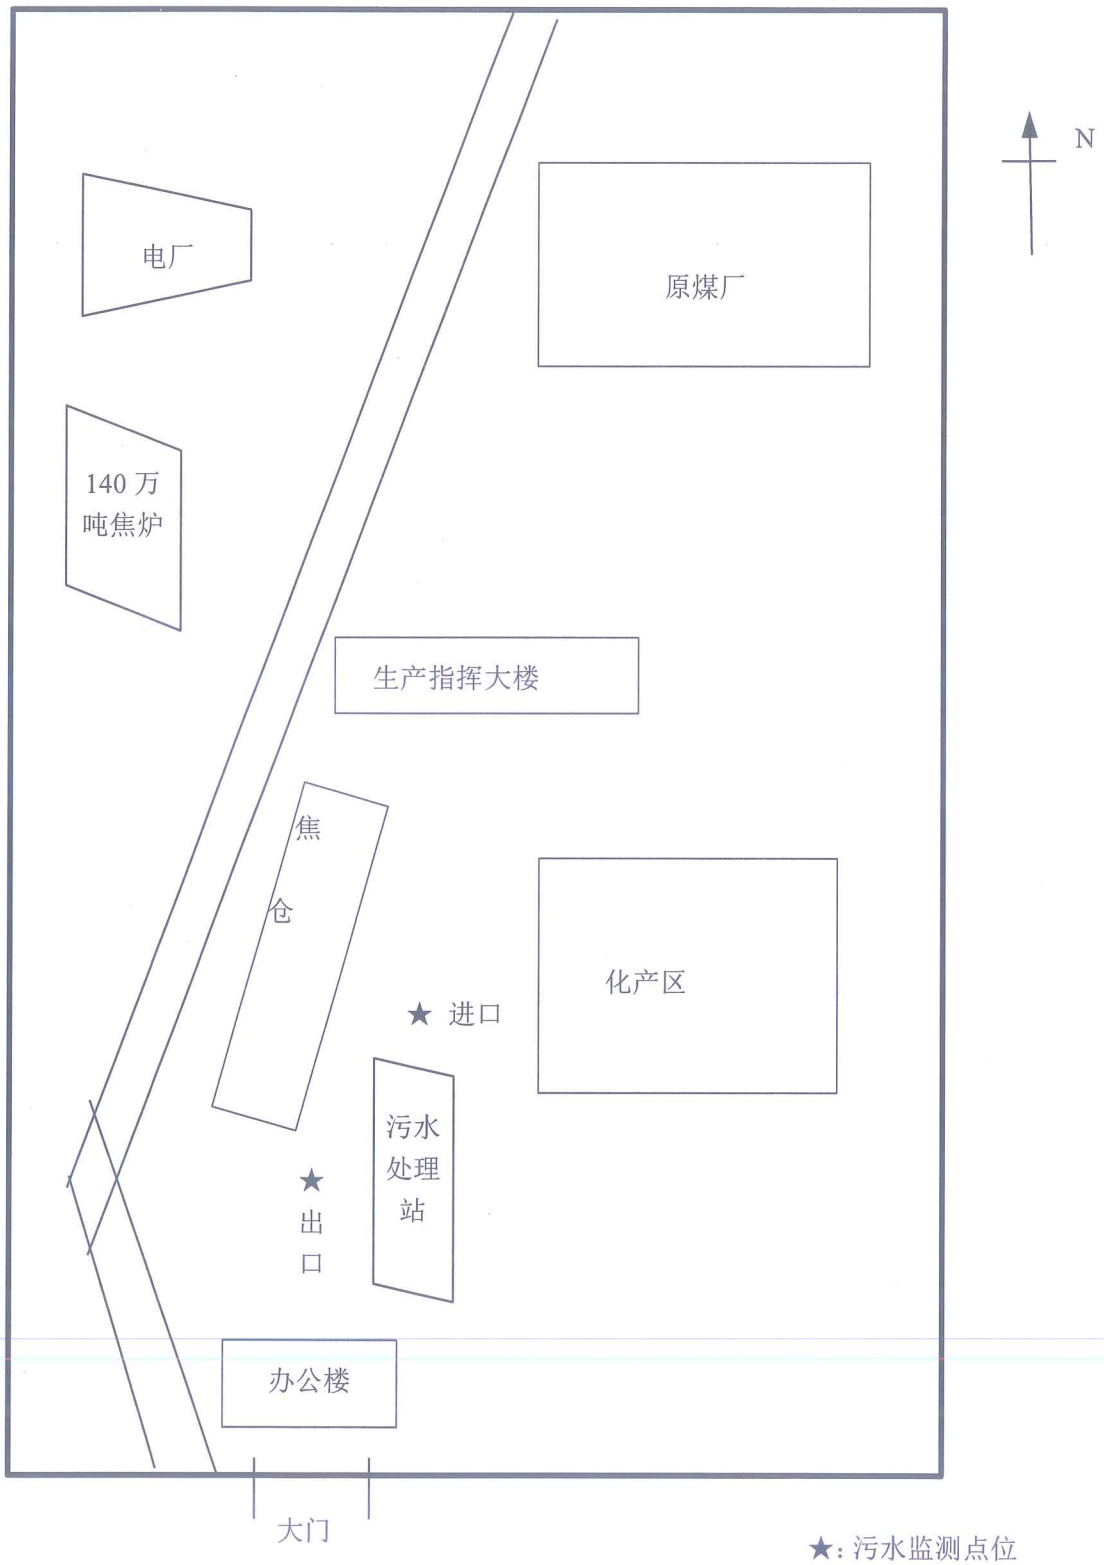 N
电厂
原煤厂
140 万
吨焦炉
生产指挥大楼
焦
仓
化产区
★ 进口
污水
处理
站
★
出
口
办公楼
大门
★: 污水监测点位